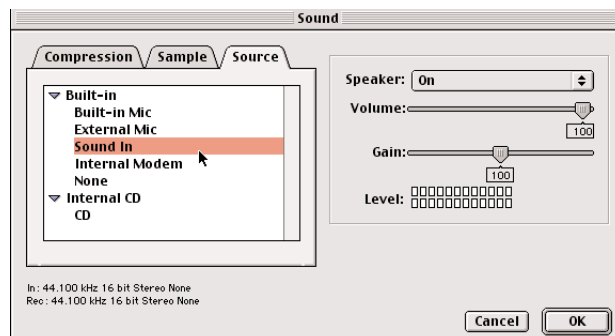 Sound
Compression Sample Source
Built-in
Built-in Mic
External Mic
Sound In
Internal Modem
None
Internal CD
CD
Speaker: On
Volume:
100
Gain:
100
Level:
In: 44.100 kHz 16 bit Stereo None
Rec: 44.100 kHz 16 bit Stereo None
Cancel OK